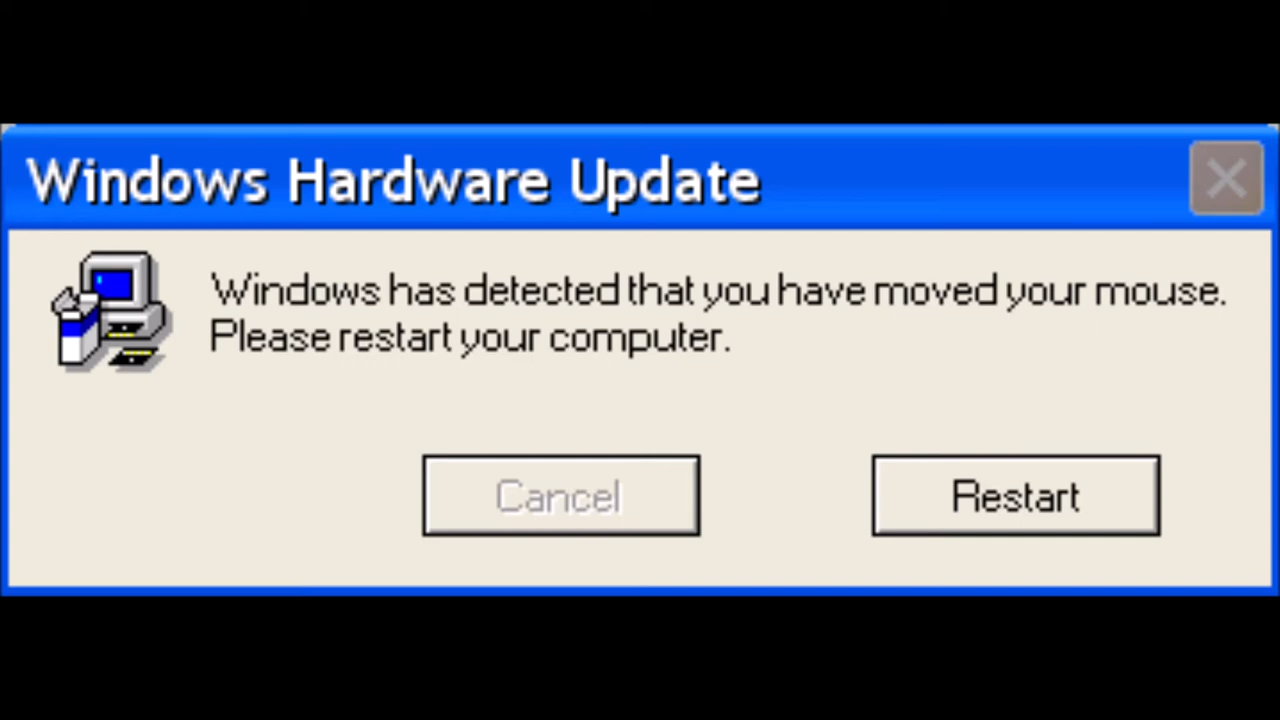 Windows Hardware Update
Windows has detected that you have moved your mouse.
Please restart your computer.
Cancel
Restart